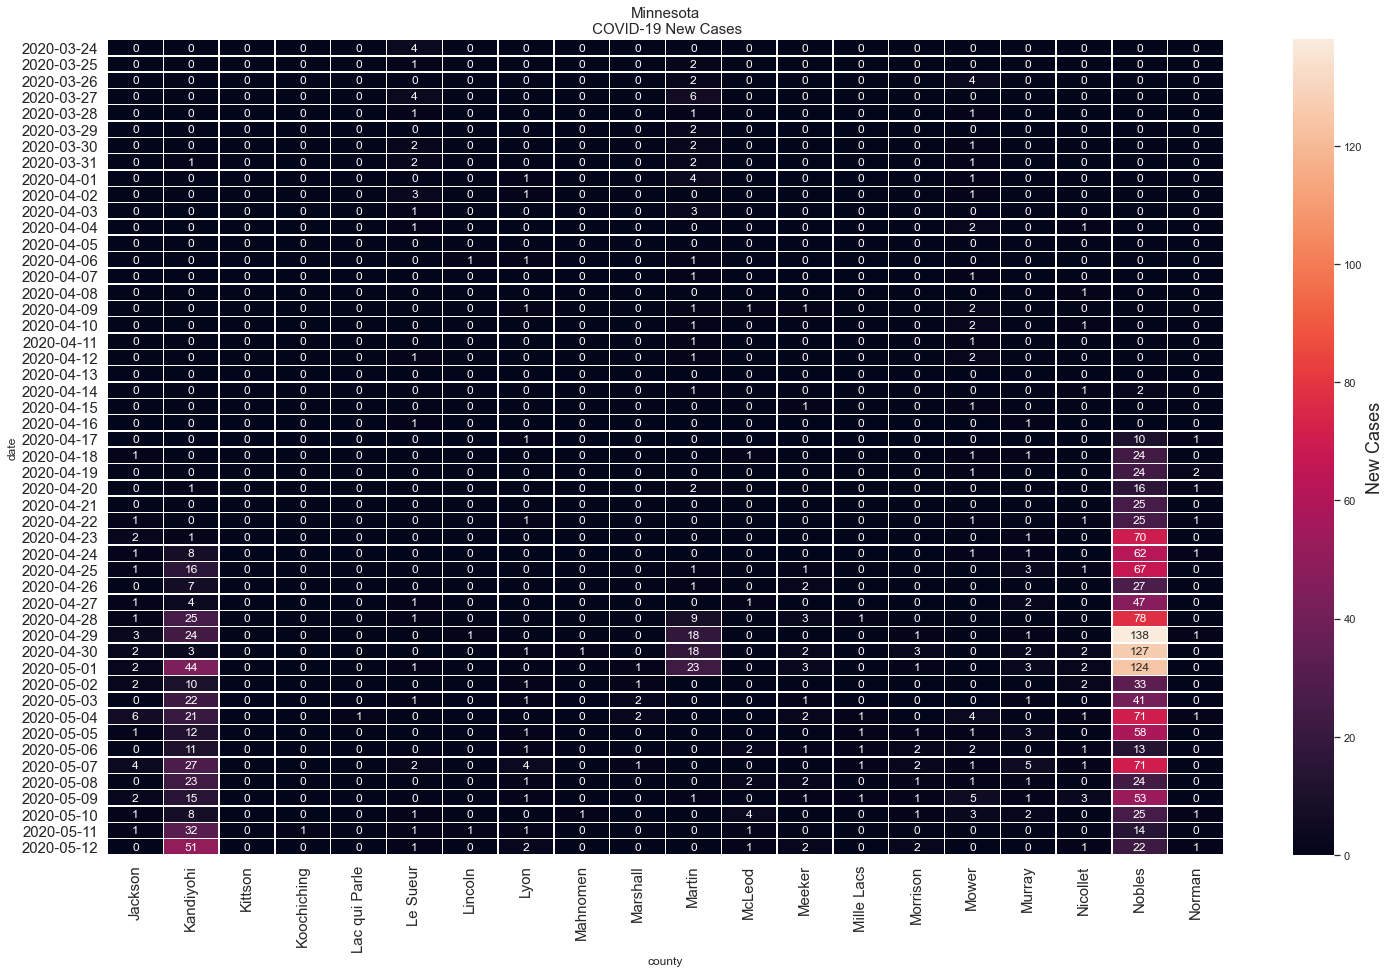 Minnesota
COVID-19 New Cases
2020-03-24 0 0 0 0 0 4 0 0 0 0 0 0 0 0 0 0 0 0 0 0
2020-03-25 0 0 0 0 0 1 0 0 0 0 2 0 0 0 0 0 0 0 0 0
2020-03-26 0 0 0 0 0 0 0 0 0 0 2 0 0 0 0 4 0 0 0 0
2020-03-27 0 0 0 0 0 4 0 0 0 0 6 0 0 0 0 0 0 0 0 0
2020-03-28 0 0 0 0 0 1 0 0 0 0 1 0 0 0 0 1 0 0 0 0
2020-03-29 0 0 0 0 0 0 0 0 0 0 2 0 0 0 0 0 0 0 0 0
2020-03-30 0 0 0 0 0 2 0 0 0 0 2 0 0 0 0 1 0 0 0 0
2020-03-31 0 1 0 0 0 2 0 0 0 0 2 0 0 0 0 1 0 0 0 0
2020-04-01 0 0 0 0 0 0 0 1 0 0 4 0 0 0 0 1 0 0 0 0
2020-04-02 0 0 0 0 0 3 0 1 0 0 0 0 0 0 0 1 0 0 0 0
2020-04-03 0 0 0 0 0 1 0 0 0 0 3 0 0 0 0 0 0 0 0 0
2020-04-04 0 0 0 0 0 1 0 0 0 0 0 0 0 0 0 2 0 1 0 0
2020-04-05 0 0 0 0 0 0 0 0 0 0 0 0 0 0 0 0 0 0 0 0
2020-04-06 0 0 0 0 0 0 1 1 0 0 1 0 0 0 0 0 0 0 0 0
2020-04-07 0 0 0 0 0 0 0 0 0 0 1 0 0 0 0 1 0 0 0 0
2020-04-08 0 0 0 0 0 0 0 0 0 0 0 0 0 0 0 0 0 1 0 0
2020-04-09 0 0 0 0 0 0 0 1 0 0 1 1 1 0 0 2 0 0 0 0
2020-04-10 0 0 0 0 0 0 0 0 0 0 1 0 0 0 0 2 0 1 0 0
2020-04-11 0 0 0 0 0 0 0 0 0 0 1 0 0 0 0 1 0 0 0 0
2020-04-12 0 0 0 0 0 1 0 0 0 0 1 0 0 0 0 2 0 0 0 0
2020-04-13 0 0 0 0 0 0 0 0 0 0 0 0 0 0 0 0 0 0 0 0
2020-04-14 0 0 0 0 0 0 0 0 0 0 1 0 0 0 0 0 0 1 2 0
2020-04-15 0 0 0 0 0 0 0 0 0 0 0 0 1 0 0 1 0 0 0 0
2020-04-16 0 0 0 0 0 1 0 0 0 0 0 0 0 0 0 0 1 0 0 0
2020-04-17 0 0 0 0 0 0 0 1 0 0 0 0 0 0 0 0 0 0 10 1
2020-04-18 1 0 0 0 0 0 0 0 0 0 0 1 0 0 0 1 1 0 24 0
2020-04-19 0 0 0 0 0 0 0 0 0 0 0 0 0 0 0 1 0 0 24 2
2020-04-20 0 1 0 0 0 0 0 0 0 0 2 0 0 0 0 0 0 0 16 1
2020-04-21 0 0 0 0 0 0 0 0 0 0 0 0 0 0 0 0 0 0 25 0
2020-04-22 1 0 0 0 0 0 0 1 0 0 0 0 0 0 0 1 0 1 25 1
2020-04-23 2 1 0 0 0 0 0 0 0 0 0 0 0 0 0 0 1 0 70 0
2020-04-24 1 8 0 0 0 0 0 0 0 0 0 0 0 0 0 1 1 0 62 1
2020-04-25 1 16 0 0 0 0 0 0 0 0 1 0 1 0 0 0 3 1 67 0
2020-04-26 0 7 0 0 0 0 0 0 0 0 1 0 2 0 0 0 0 0 27 0
2020-04-27 1 4 0 0 0 1 0 0 0 0 0 1 0 0 0 0 2 0 47 0
2020-04-28 1 25 0 0 0 1 0 0 0 0 9 0 3 1 0 0 0 0 78 0
2020-04-29 3 24 0 0 0 0 1 0 0 0 18 0 0 0 1 0 1 0 138 1
2020-04-30 2 3 0 0 0 0 0 1 1 0 18 0 2 0 3 0 2 2 127 0
2020-05-01 2 44 0 0 0 1 0 0 0 1 23 0 3 0 1 0 3 2 124 0
2020-05-02 2 10 0 0 0 0 0 1 0 1 0 0 0 0 0 0 0 2 33 0
2020-05-03 0 22 0 0 0 1 0 1 0 2 0 0 1 0 0 0 1 0 41 0
2020-05-04 6 21 0 0 1 0 0 0 0 2 0 0 2 1 0 4 0 1 71 1
2020-05-05 1 12 0 0 0 0 0 1 0 0 0 0 0 1 1 1 3 0 58 0
2020-05-06 0 11 0 0 0 0 0 1 0 0 0 2 1 1 2 2 0 1 13 0
2020-05-07 4 27 0 0 0 2 0 4 0 1 0 0 0 1 2 1 5 1 71 0
2020-05-08 0 23 0 0 0 0 0 1 0 0 0 2 2 0 1 1 1 0 24 0
2020-05-09 2 15 0 0 0 0 0 1 0 0 1 0 1 1 1 5 1 3 53 0
2020-05-10 1 8 0 0 0 1 0 0 1 0 0 4 0 0 1 3 2 0 25 1
2020-05-11 1 32 0 1 0 1 1 1 0 0 0 1 0 0 0 0 0 0 14 0
2020-05-12 0 51 0 0 0 1 0 2 0 0 0 1 2 0 2 0 0 1 22 1
date
Jackson
Kandiyohi
Kittson
Koochiching
Lac qui Parle
Le Sueur
Lincoln
Lyon
Mahnomen
Marshall
Martin
McLeod
Meeker
Mille Lacs
Morrison
Mower
Murray
Nicollet
Nobles
Norman
county
120
100
80
60
40
20
0
New Cases